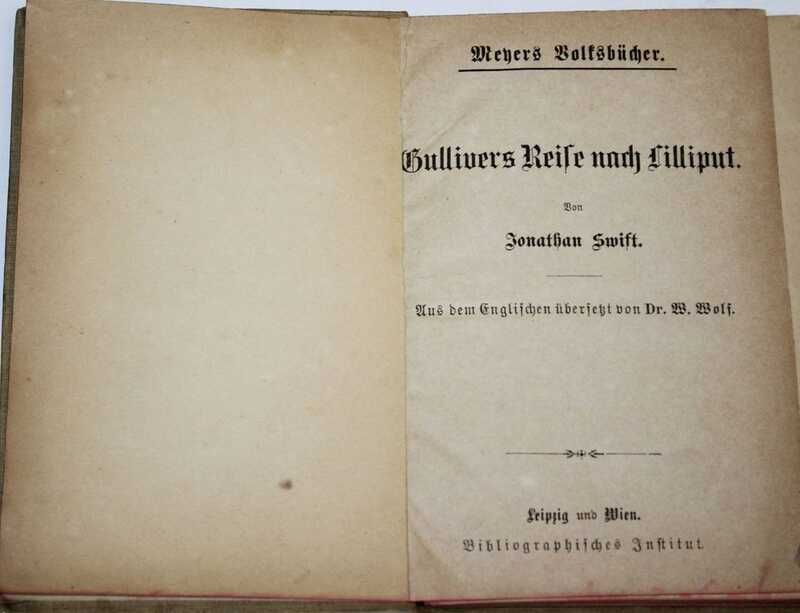 Meyers Volksbücher.
Gullivers Reise nach Lilliput.
Von
Jonathan Swift.
Aus dem Englischen übersetzt von Dr. W. Wolf.
Leipzig und Wien.
Bibliographisches Institut